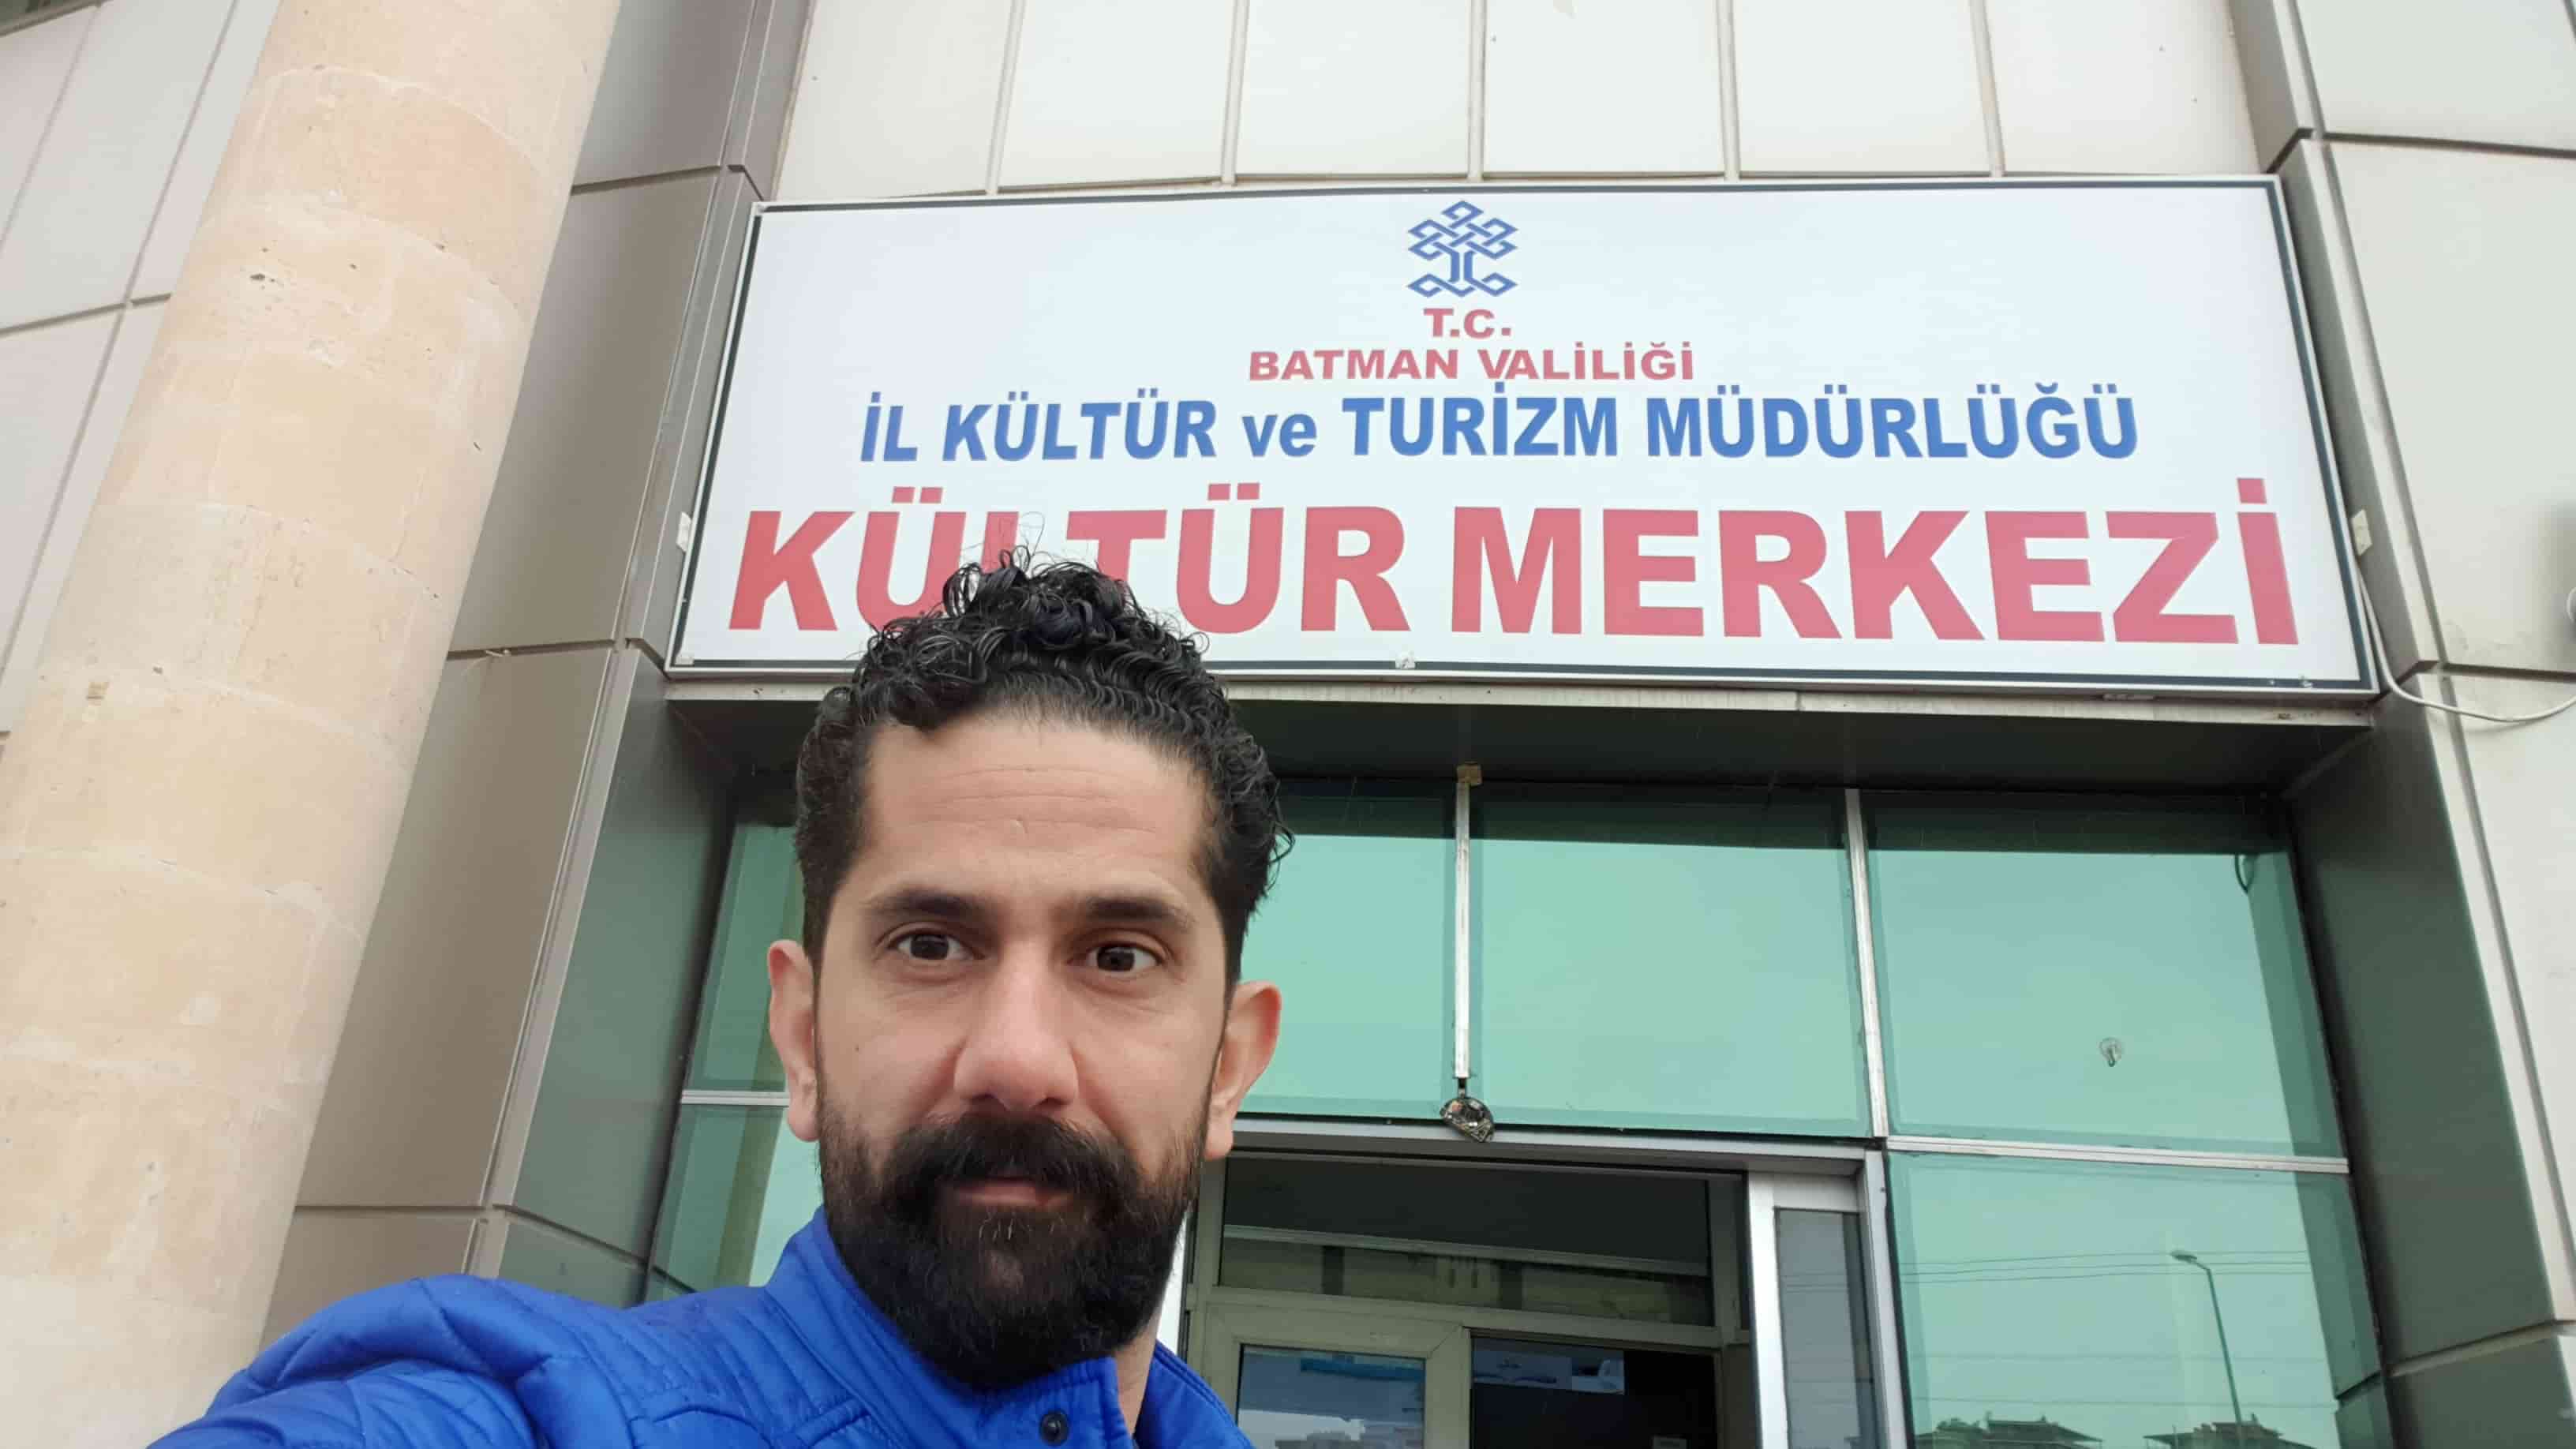 T.C.
BATMAN VALİLİĞİ
İL KÜLTÜR ve TURİZM MÜDÜRLÜĞÜ
KÜLTÜR MERKEZİ